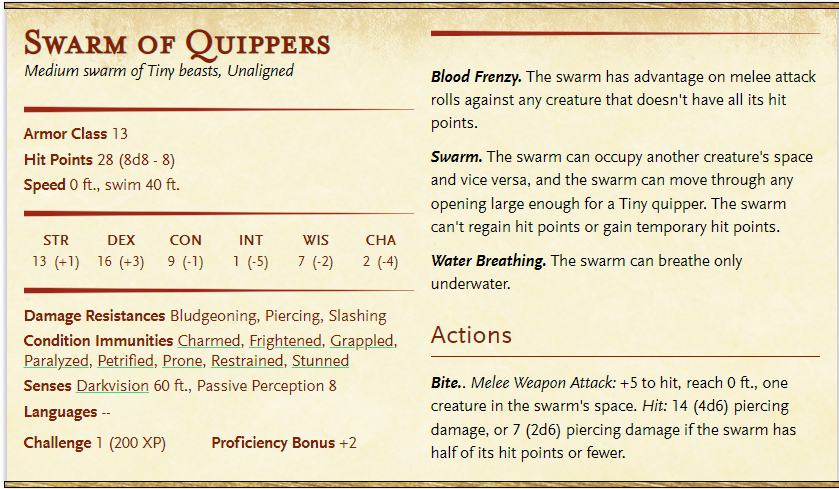 Swarm of Quippers
Medium swarm of Tiny beasts, Unaligned
Armor Class 13
Hit Points 28 (8d8 - 8)
Speed 0 ft., swim 40 ft.
STR DEX CON INT WIS CHA
13 (+1) 16 (+3) 9 (-1) 1 (-5) 7 (-2) 2 (-4)
Damage Resistances Bludgeoning, Piercing, Slashing
Condition Immunities Charmed, Frightened, Grappled,
Paralyzed, Petrified, Prone, Restrained, Stunned
Senses Darkvision 60 ft., Passive Perception 8
Languages --
Challenge 1 (200 XP) Proficiency Bonus +2
Blood Frenzy. The swarm has advantage on melee attack
rolls against any creature that doesn't have all its hit
points.
Swarm. The swarm can occupy another creature's space
and vice versa, and the swarm can move through any
opening large enough for a Tiny quipper. The swarm
can't regain hit points or gain temporary hit points.
Water Breathing. The swarm can breathe only
underwater.
Actions
Bite.. Melee Weapon Attack: +5 to hit, reach 0 ft., one
creature in the swarm's space. Hit: 14 (4d6) piercing
damage, or 7 (2d6) piercing damage if the swarm has
half of its hit points or fewer.